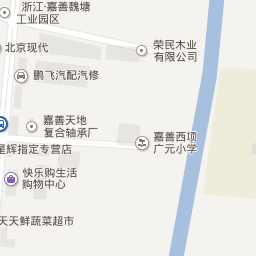 浙江·嘉善魏塘
工业园区
北京现代
荣民木业
有限公司
鹏飞汽配汽修
嘉善天地
复合轴承厂
嘉善西项
广元小学
星辉指定专营店
快乐购生活
购物中心
天天鲜蔬菜超市